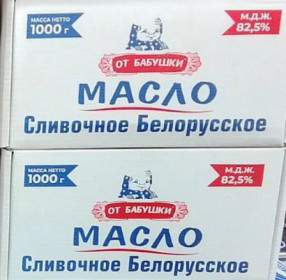 МАССА НЕТТО
1000 г
М.Д.Ж.
82,5%
ОТ БАБУШКИ
МАСЛО
Сливочное Белорусское
МАССА НЕТТО
1000 г
М.Д.Ж.
82,5%
ОТ БАБУШКИ
МАСЛО
Сливочное Белорусское